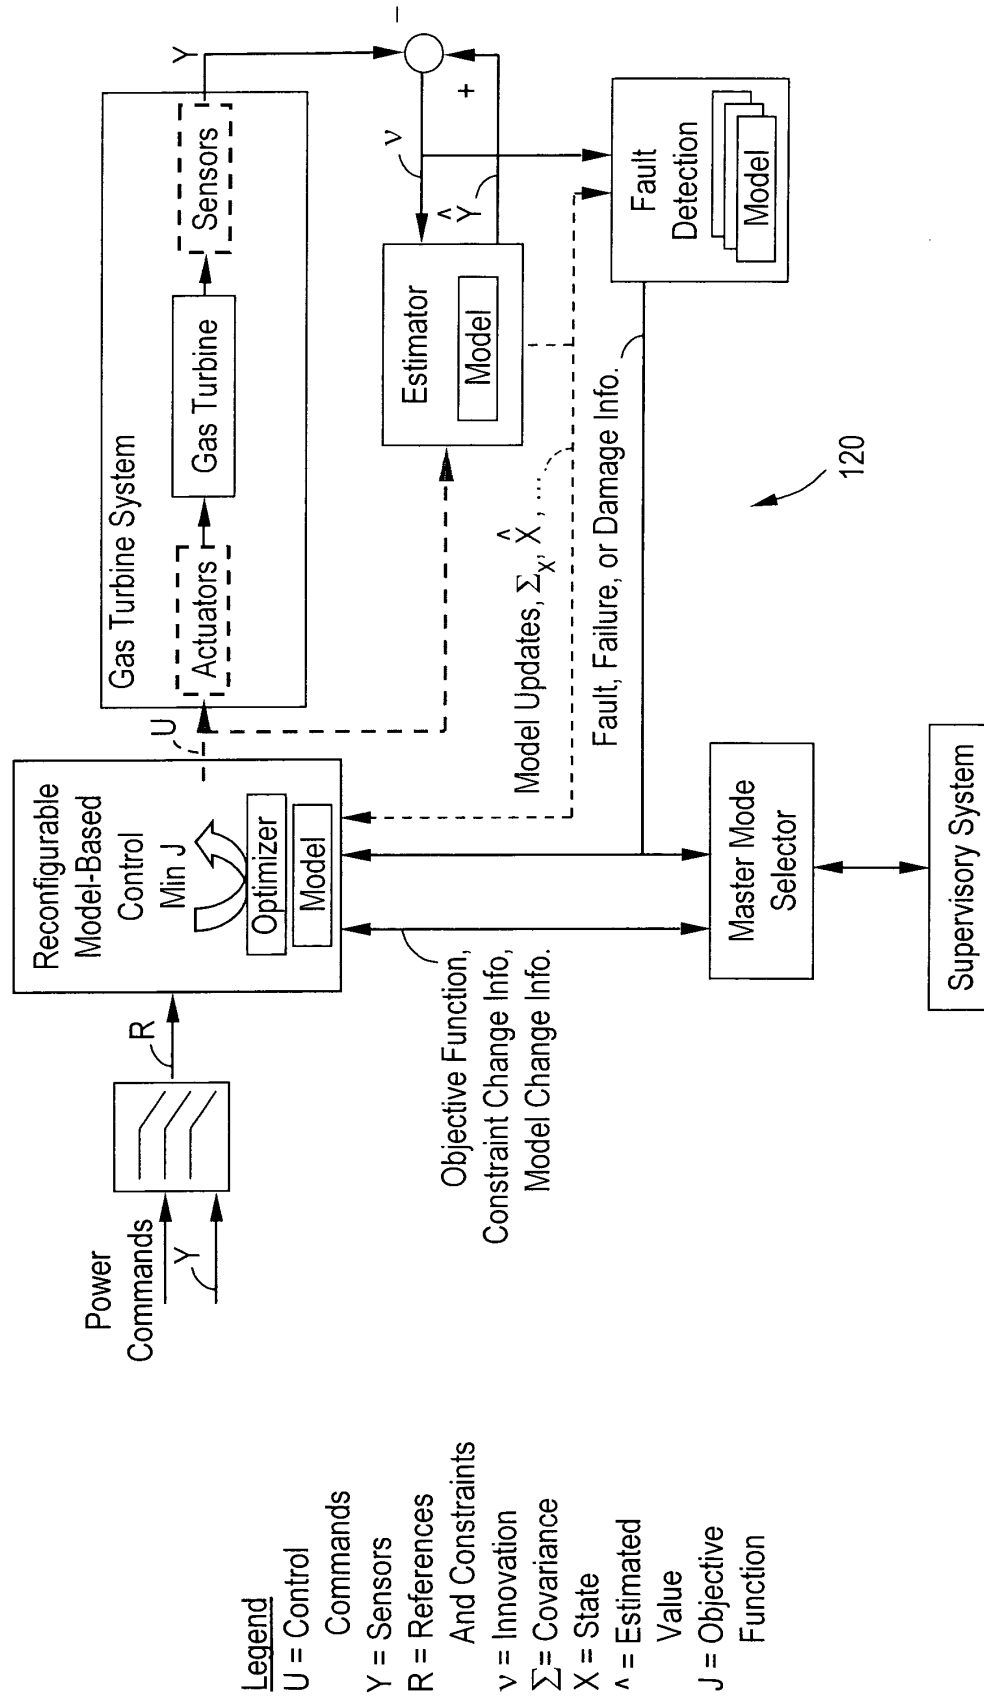 Legend
U = Control
Commands
Y = Sensors
R = References
And Constraints
ν = Innovation
Σ= Covariance
X = State
^ = Estimated
Value
J = Objective
Function
Power
Commands
Y
R
Reconfigurable
Model-Based
Control
Min J
Optimizer
Model
U
Gas Turbine System
Actuators
Gas Turbine
Sensors
Y
−
+
ν
Ŷ
Estimator
Model
Fault
Detection
Model
Model Updates, Σ_X, X̂ , ...
Fault, Failure, or Damage Info.
Objective Function,
Constraint Change Info,
Model Change Info.
Master Mode
Selector
Supervisory System
120